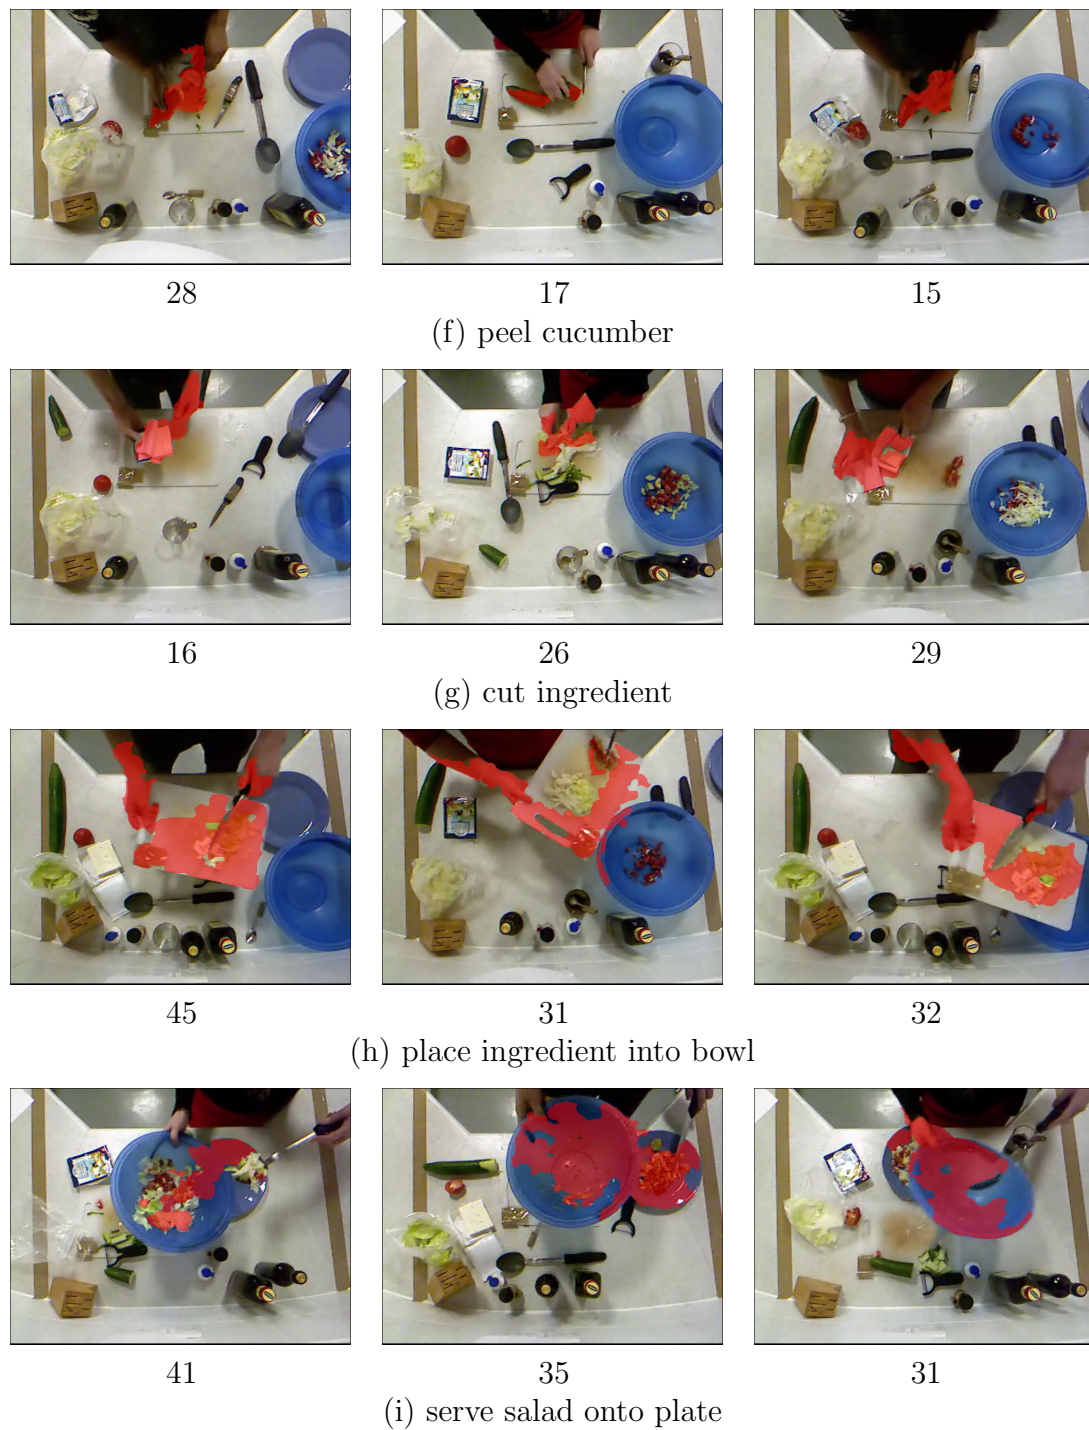 28 17 15
(f) peel cucumber
16 26 29
(g) cut ingredient
45 31 32
(h) place ingredient into bowl
41 35 31
(i) serve salad onto plate